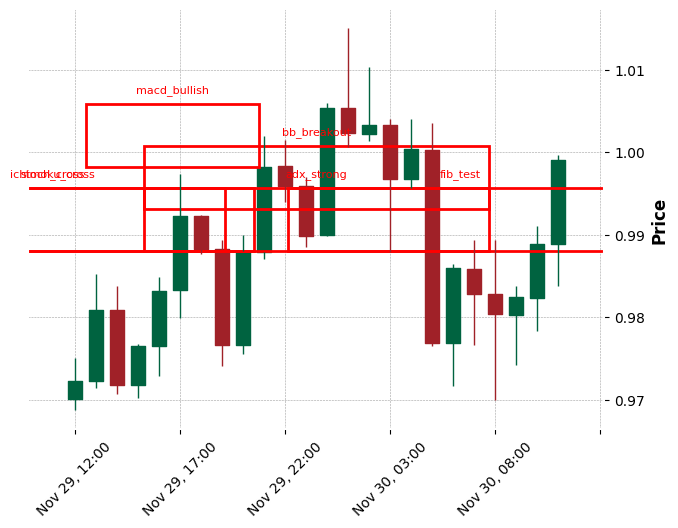 macd_bullish
bb_breakout
stoch_cross
adx_strong
fib_test
1.01
1.00
0.99
0.98
0.97
Price
Nov 29, 12:00
Nov 29, 17:00
Nov 29, 22:00
Nov 30, 03:00
Nov 30, 08:00